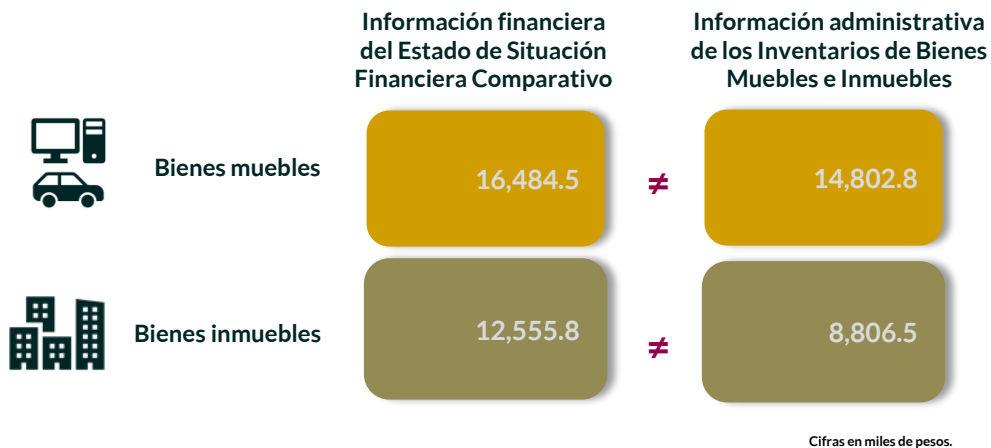 Información financiera
del Estado de Situación
Financiera Comparativo
Información administrativa
de los Inventarios de Bienes
Muebles e Inmuebles
Bienes muebles
16,484.5
≠
14,802.8
Bienes inmuebles
12,555.8
≠
8,806.5
Cifras en miles de pesos.